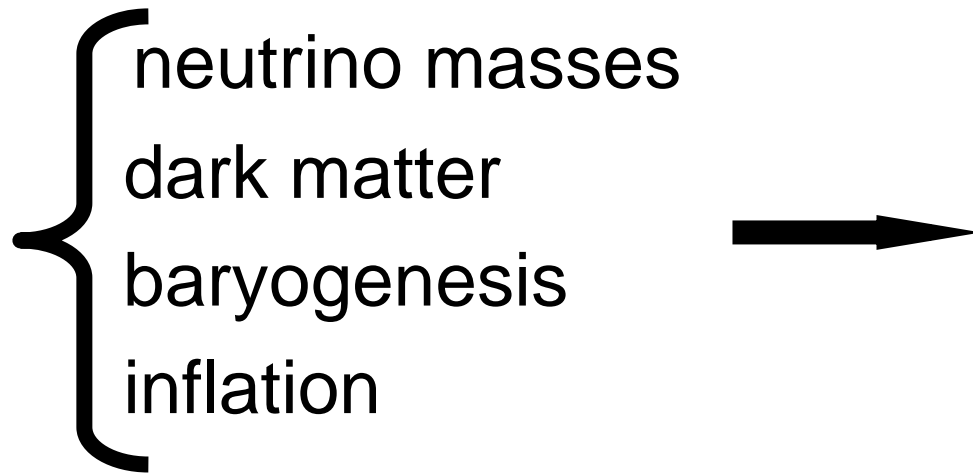 neutrino masses
dark matter
baryogenesis
inflation